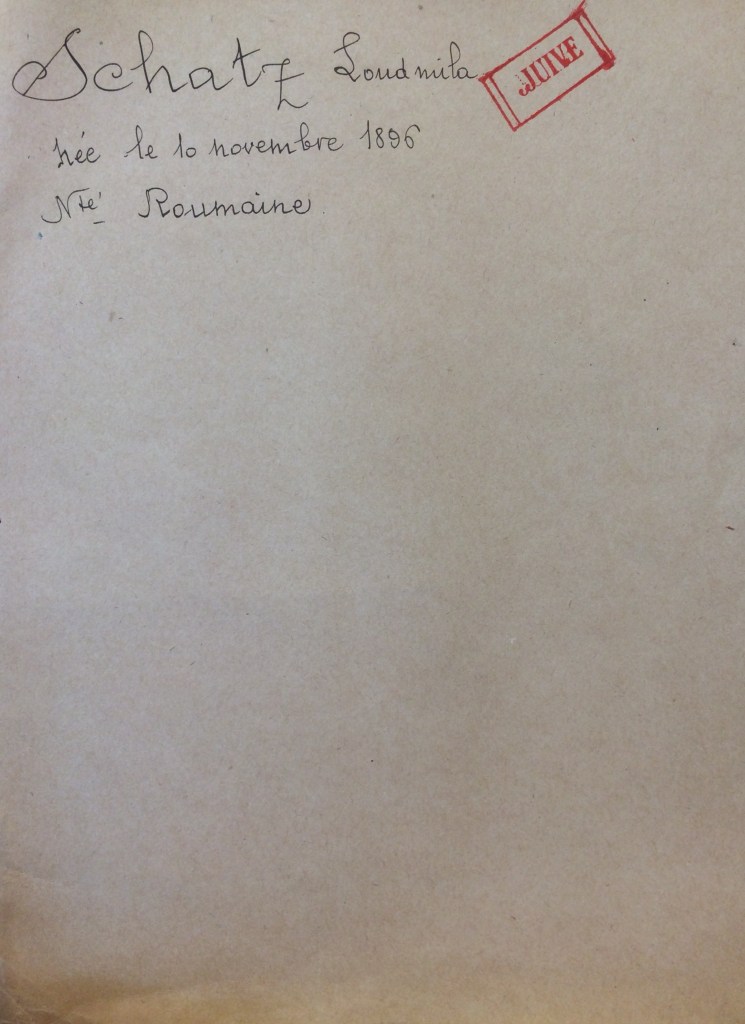 Schatz Loudmila JUIVE
née le 10 novembre 1896
Nté Roumaine